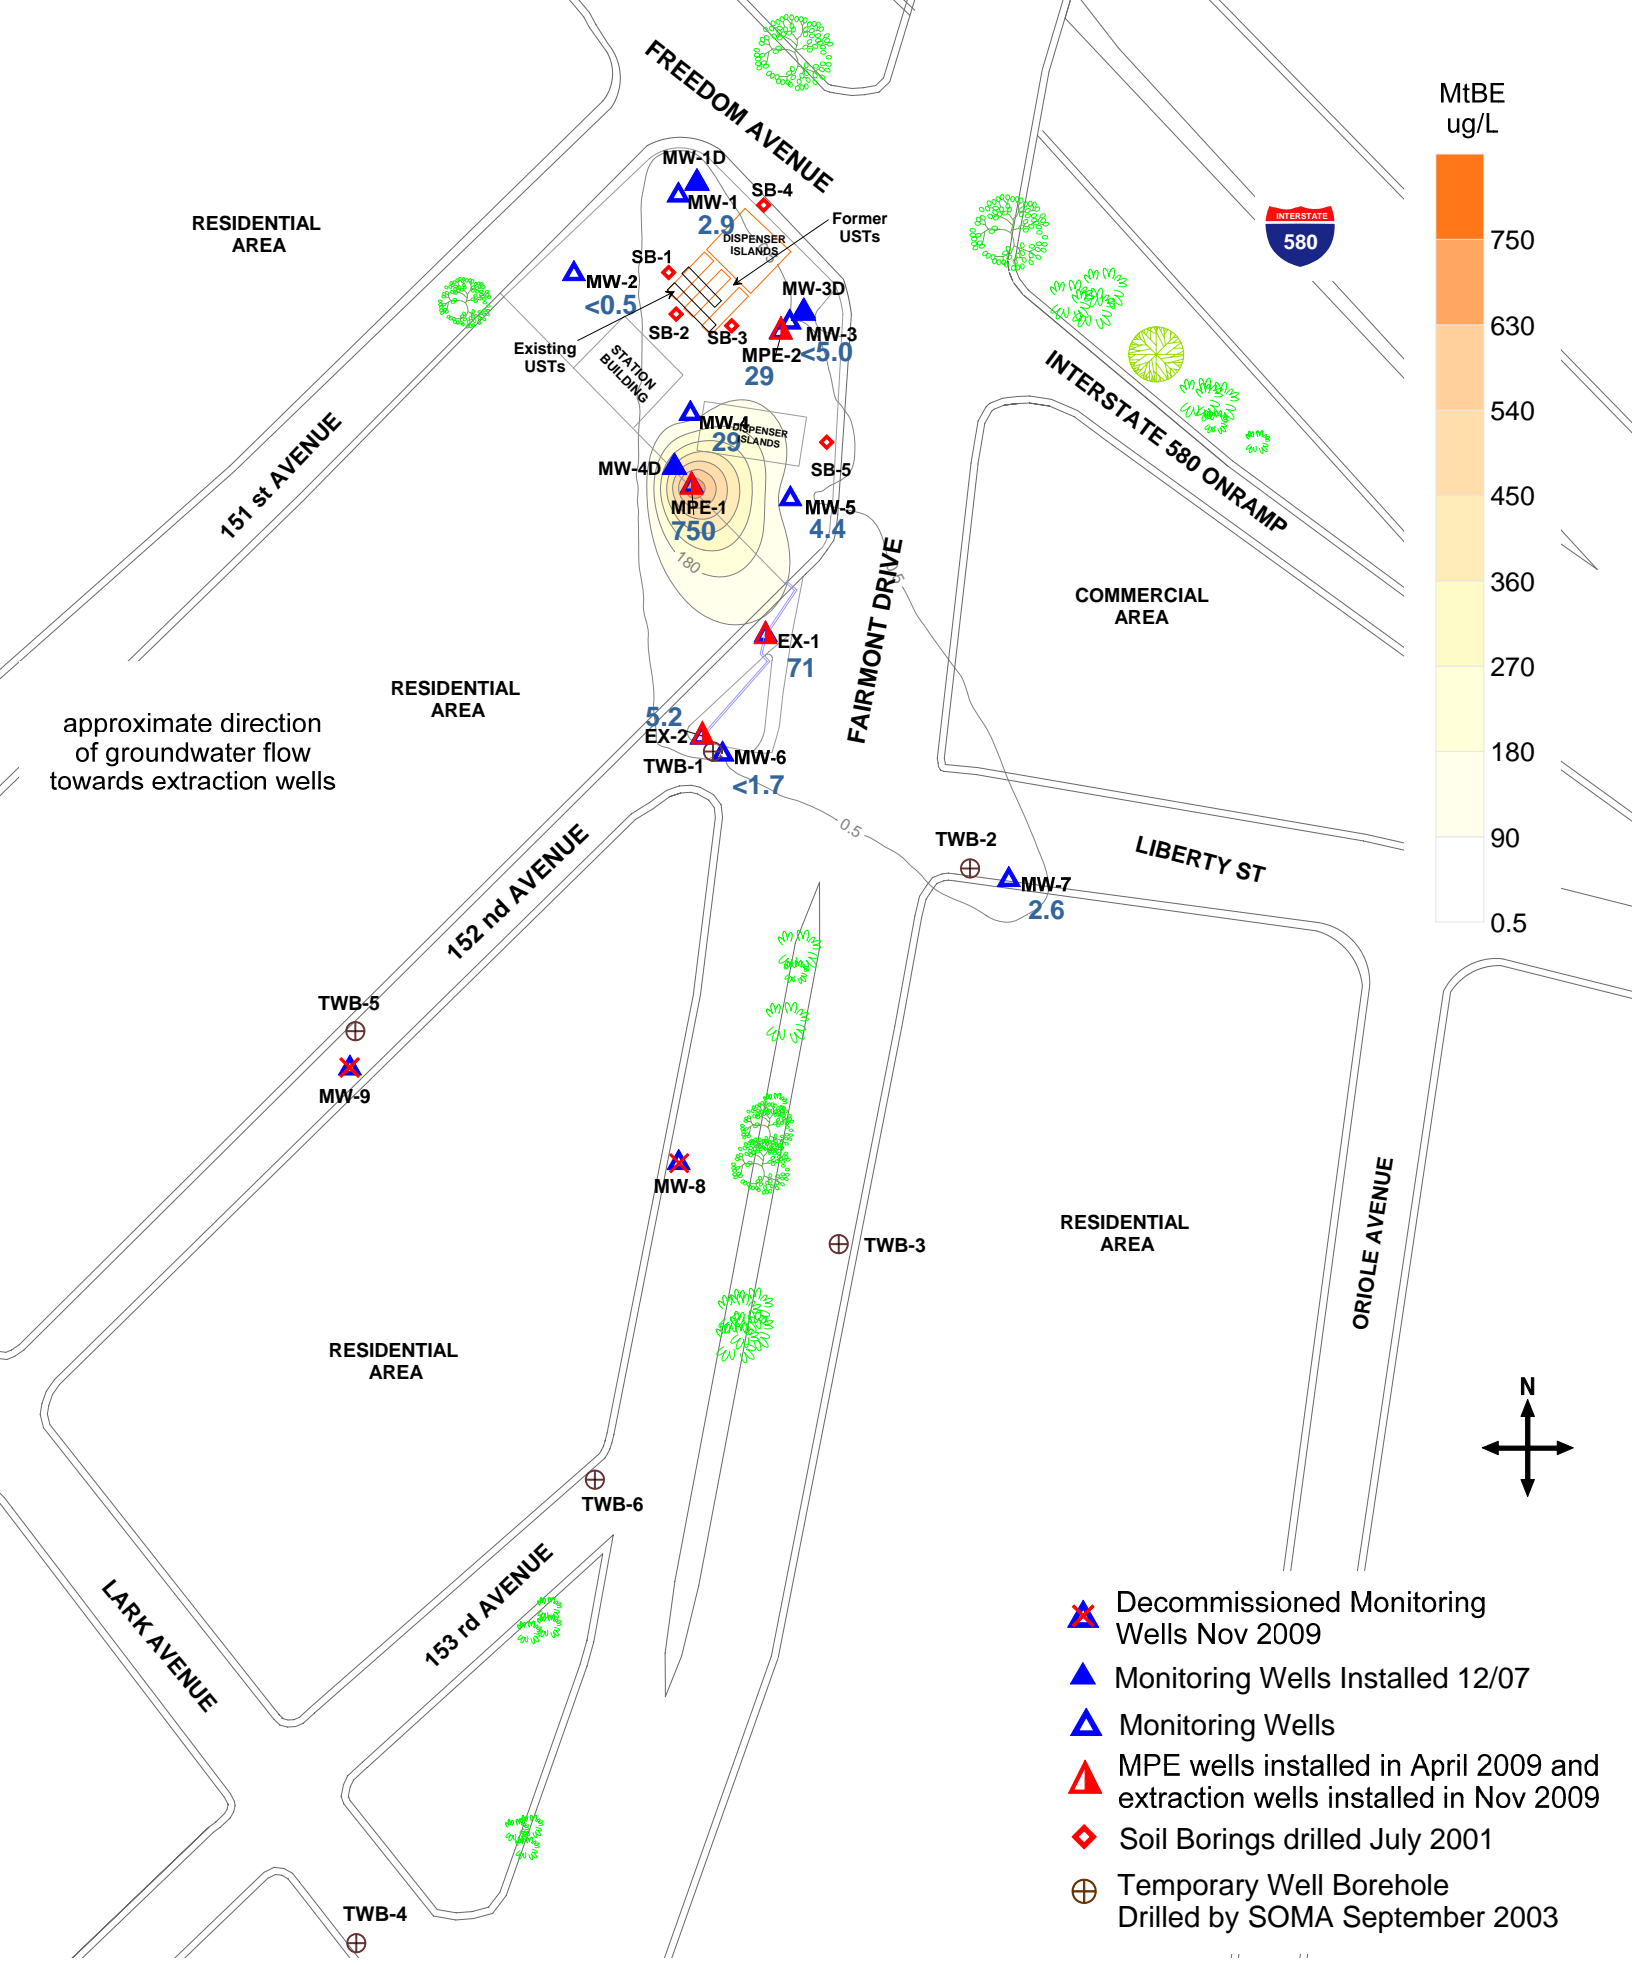 FREEDOM AVENUE
MtBE
ug/L
MW-1D
MW-1
2.9
SB-4
Former
USTs
DISPENSER
ISLANDS
RESIDENTIAL
AREA
INTERSTATE
580
750
SB-1
MW-2
<0.5
MW-3D
SB-2
SB-3
MW-3
<5.0
MPE-2
29
Existing
USTs
STATION
BUILDING
630
INTERSTATE 580 ONRAMP
540
MW-4
29
DISPENSER
ISLANDS
151 st AVENUE
MW-4D
SB-5
450
MPE-1
750
MW-5
4.4
180
0.5
FAIRMONT DRIVE
COMMERCIAL
AREA
360
EX-1
71
270
RESIDENTIAL
AREA
approximate direction
of groundwater flow
towards extraction wells
5.2
EX-2
TWB-1
MW-6
<1.7
180
0.5
90
TWB-2
LIBERTY ST
MW-7
2.6
0.5
152 nd AVENUE
TWB-5
MW-9
MW-8
TWB-3
RESIDENTIAL
AREA
ORIOLE AVENUE
RESIDENTIAL
AREA
N
TWB-6
153 rd AVENUE
LARK AVENUE
TWB-4
Decommissioned Monitoring
Wells Nov 2009
Monitoring Wells Installed 12/07
Monitoring Wells
MPE wells installed in April 2009 and
extraction wells installed in Nov 2009
Soil Borings drilled July 2001
Temporary Well Borehole
Drilled by SOMA September 2003